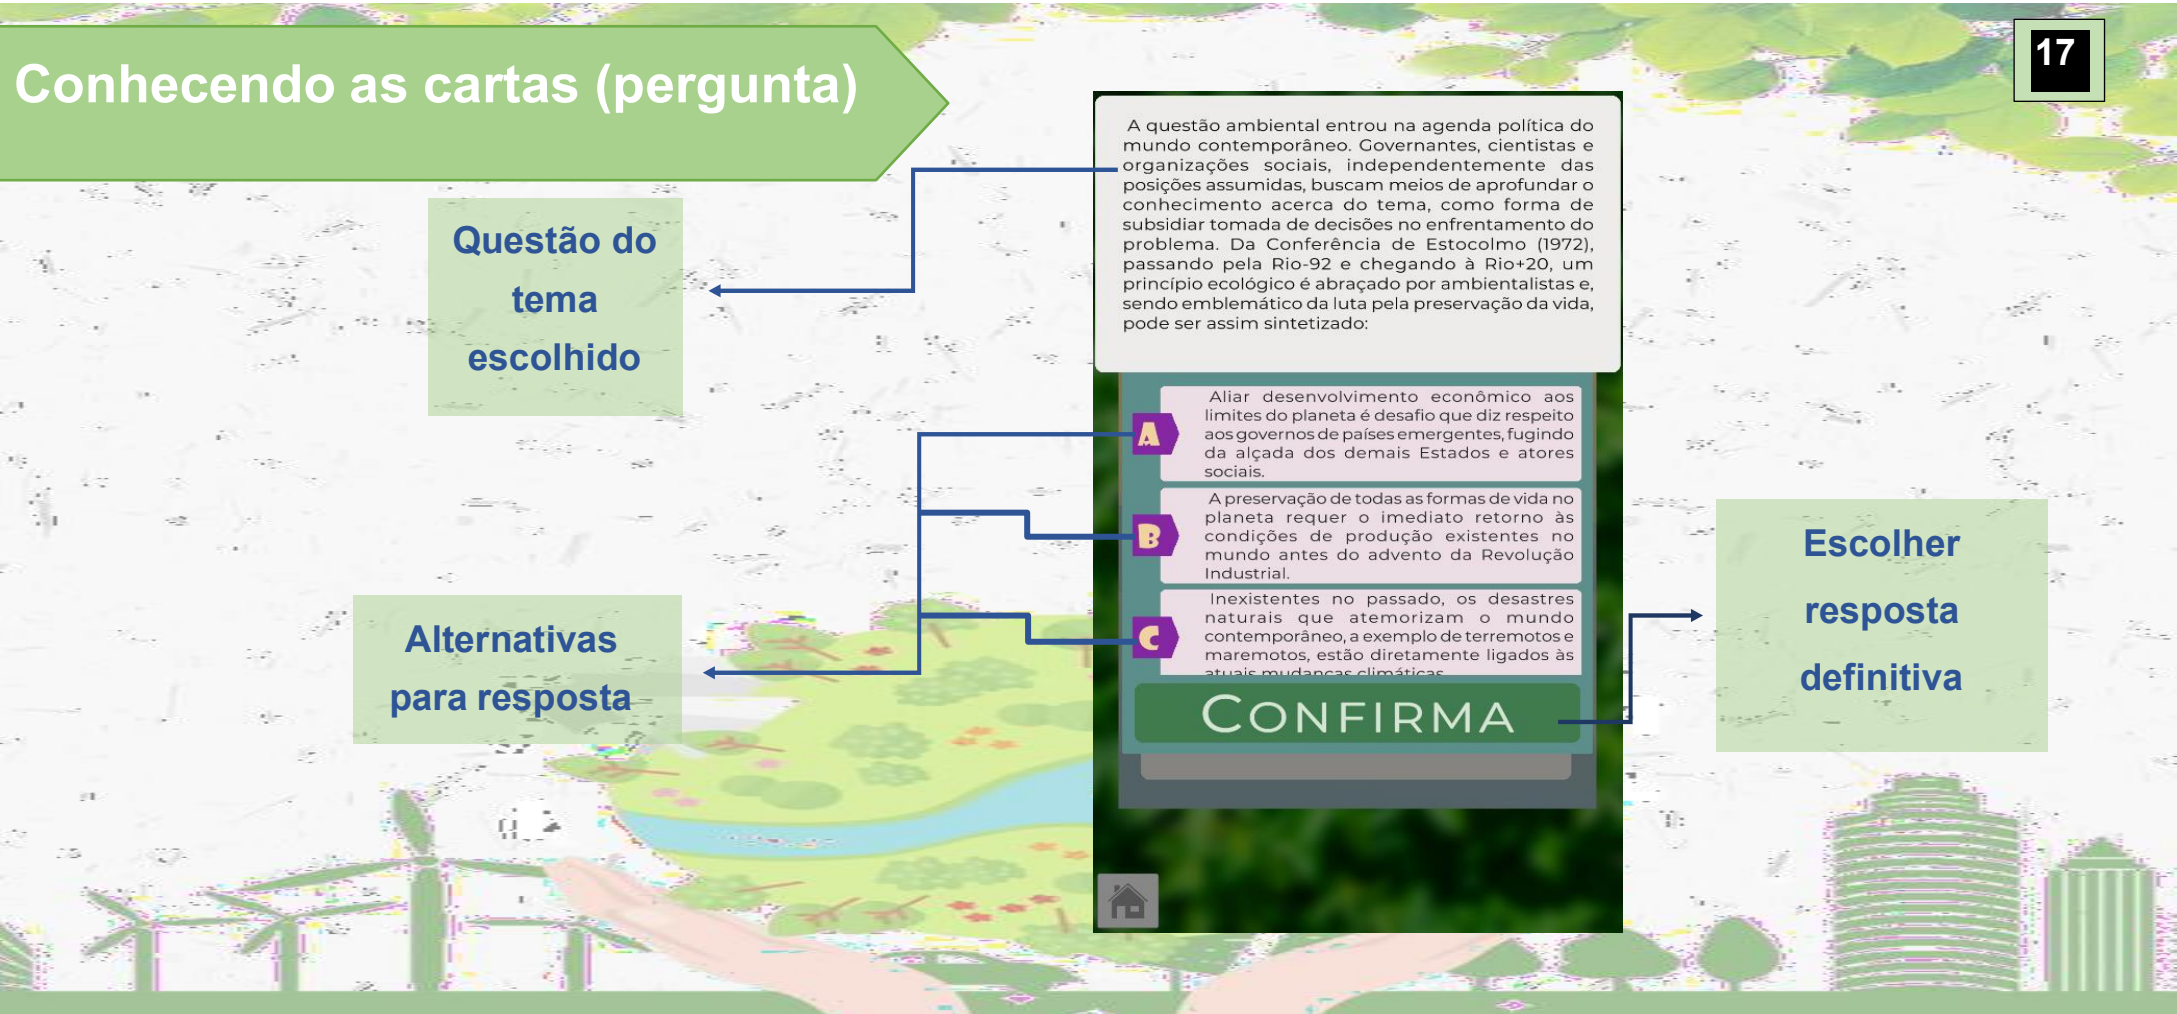 Conhecendo as cartas (pergunta)
17
A questão ambiental entrou na agenda política do
mundo contemporâneo. Governantes, cientistas e
organizações sociais, independentemente das
posições assumidas, buscam meios de aprofundar o
conhecimento acerca do tema, como forma de
subsidiar tomada de decisões no enfrentamento do
problema. Da Conferência de Estocolmo (1972),
passando pela Rio-92 e chegando à Rio+20, um
princípio ecológico é abraçado por ambientalistas e,
sendo emblemático da luta pela preservação da vida,
pode ser assim sintetizado:
Questão do
tema
escolhido
A
Aliar desenvolvimento econômico aos
limites do planeta é desafio que diz respeito
aos governos de países emergentes, fugindo
da alçada dos demais Estados e atores
sociais.
B
A preservação de todas as formas de vida no
planeta requer o imediato retorno às
condições de produção existentes no
mundo antes do advento da Revolução
Industrial.
C
Inexistentes no passado, os desastres
naturais que atemorizam o mundo
contemporâneo, a exemplo de terremotos e
maremotos, estão diretamente ligados às
atuais mudanças climáticas
Alternativas
para resposta
CONFIRMA
Escolher
resposta
definitiva